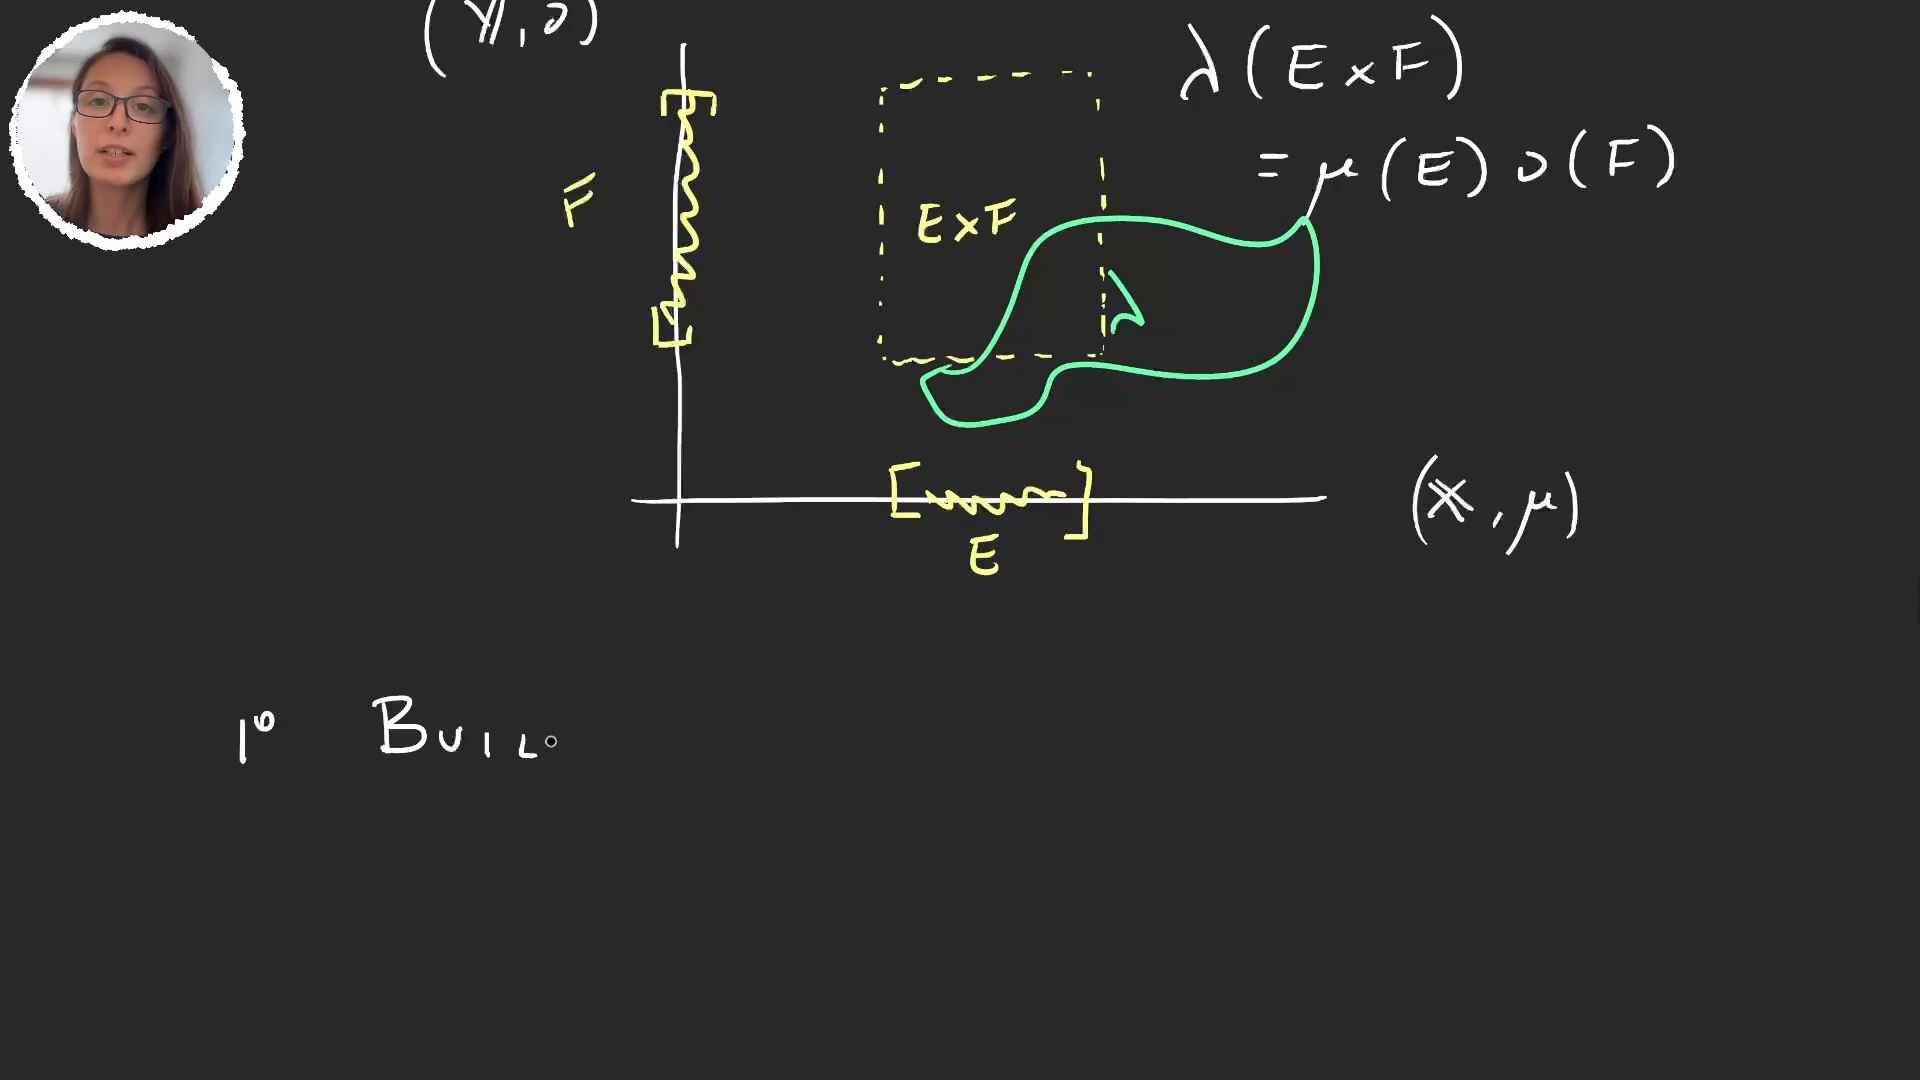 (Y, ν)
λ(E×F)
= μ(E) ν(F)
F
E×F
λ
(X, μ)
E
1° BUIL